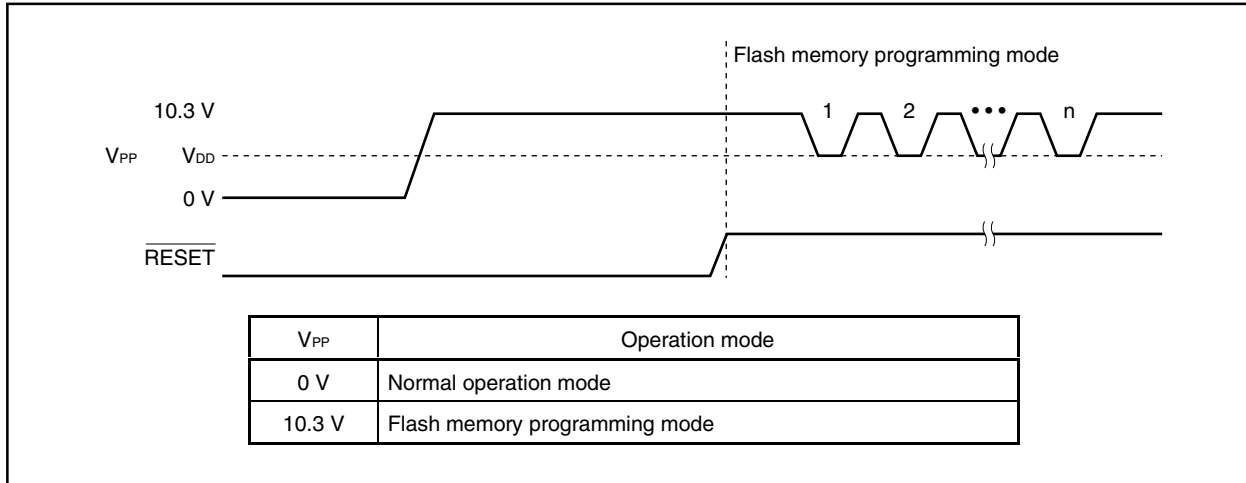 Flash memory programming mode
10.3 V
1 2 ••• n
VPP VDD
0 V
RESET
VPP Operation mode
0 V Normal operation mode
10.3 V Flash memory programming mode